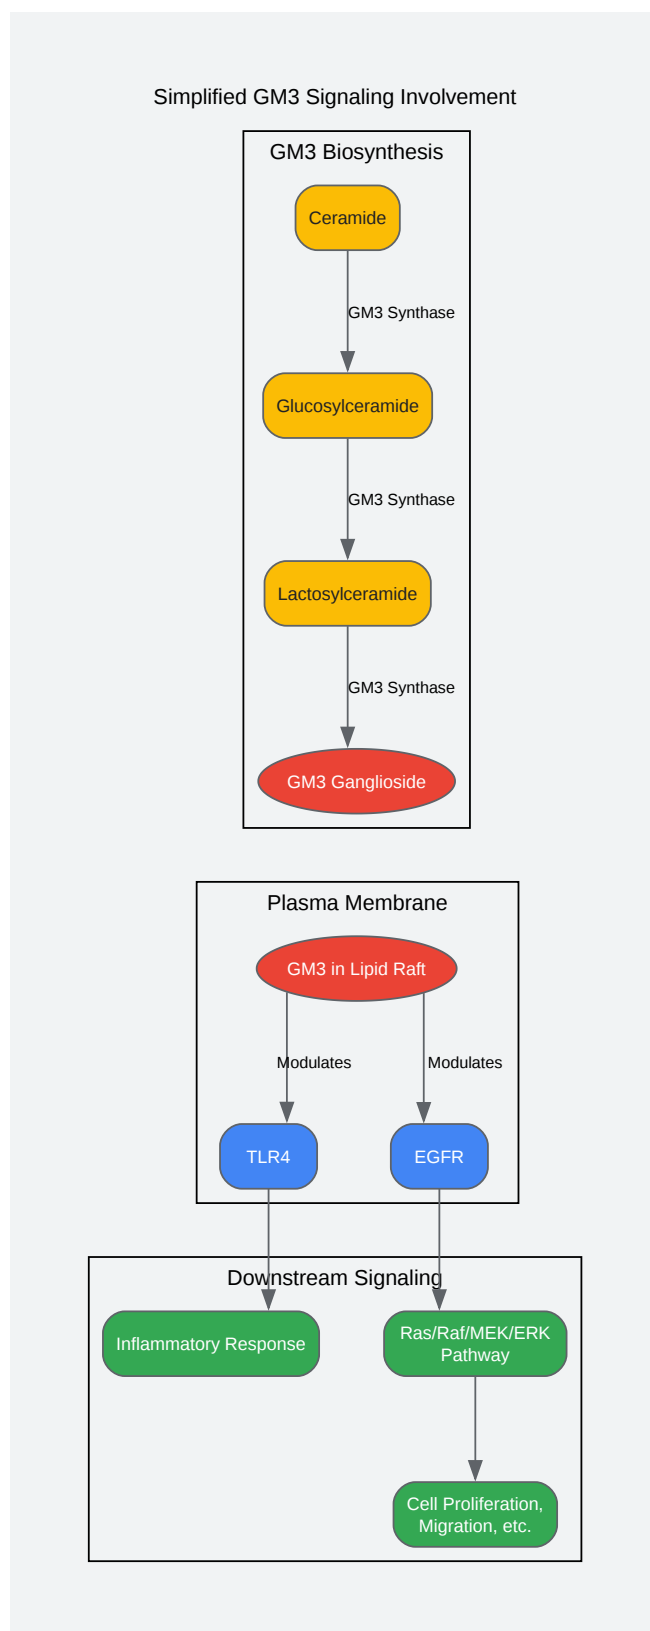 Simplified GM3 Signaling Involvement
GM3 Biosynthesis
Ceramide
GM3 Synthase
Glucosylceramide
GM3 Synthase
Lactosylceramide
GM3 Synthase
GM3 Ganglioside
Plasma Membrane
GM3 in Lipid Raft
Modulates
Modulates
TLR4
EGFR
Downstream Signaling
Inflammatory Response
Ras/Raf/MEK/ERK
Pathway
Cell Proliferation,
Migration, etc.